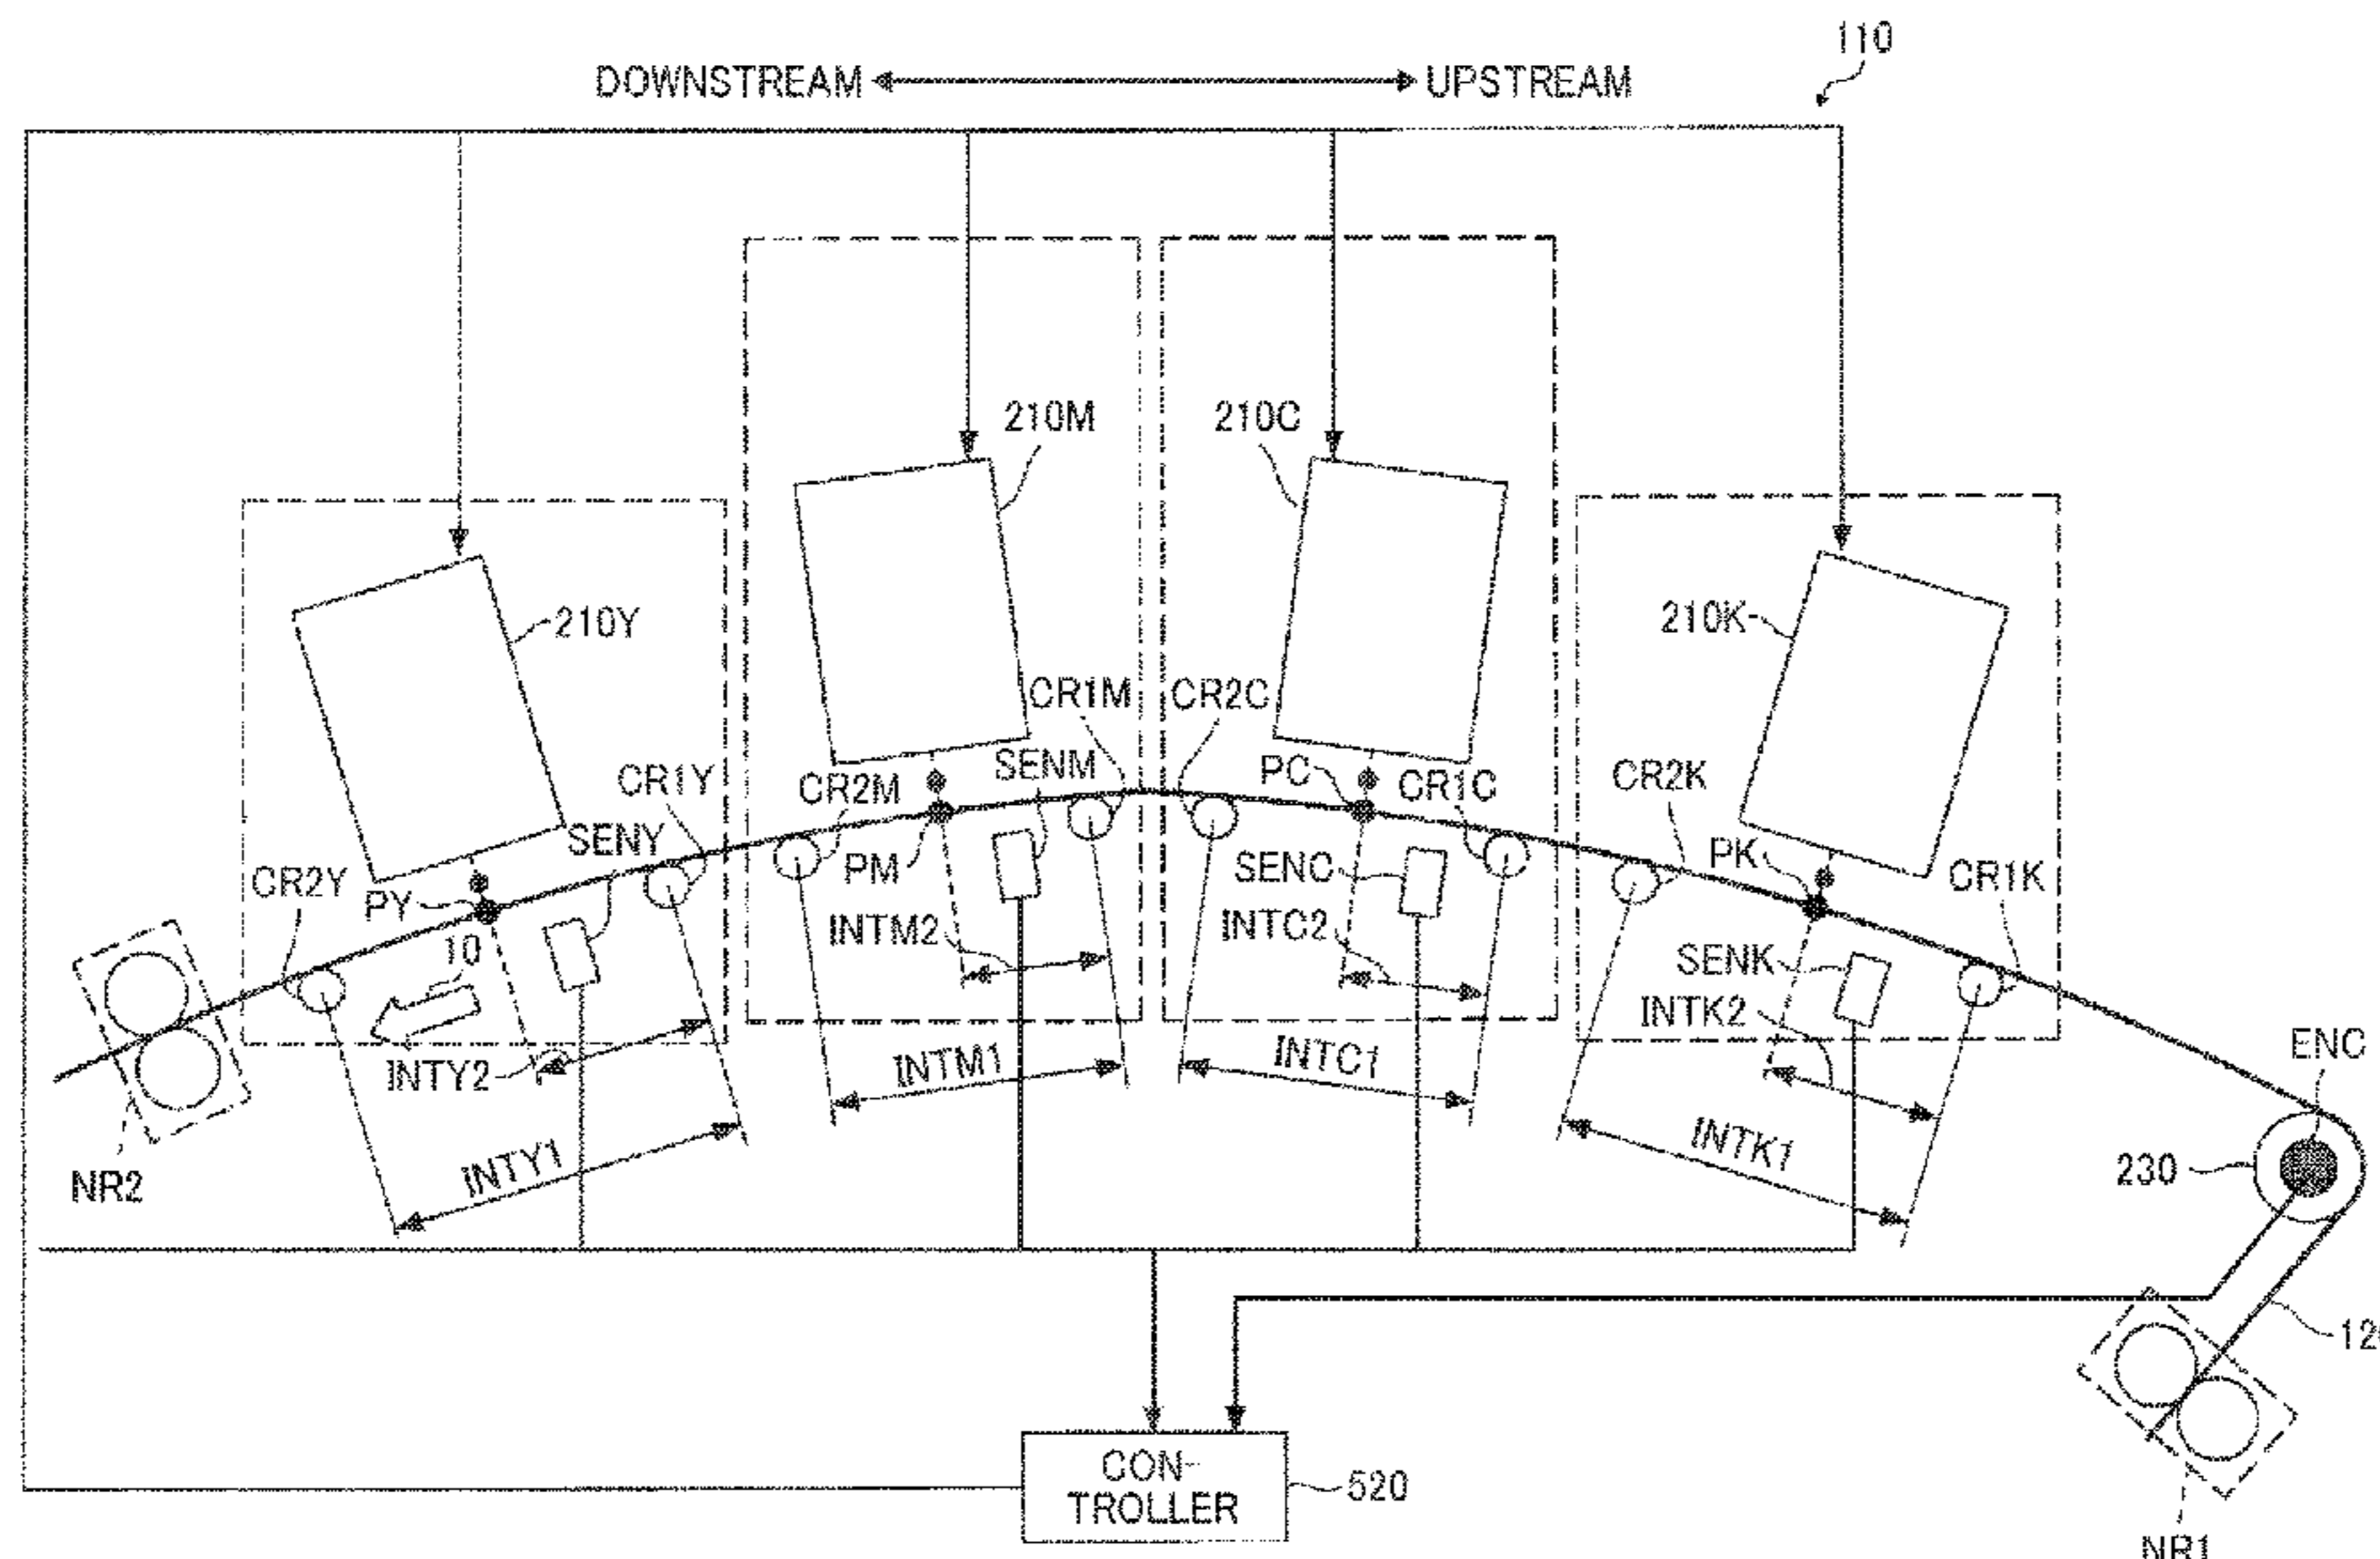 110
DOWNSTREAM
UPSTREAM
210M
210C
210Y
210K
CR1M
CR2C
SENM
PC
CR1Y
CR2M
CR1C
CR2K
SENY
PM
SENC
PK
CR1K
CR2Y
PY
10
INTM2
INTC2
SENK
INTK2
INTY2
INTM1
INTC1
ENC
INTY1
INTK1
NR2
230
CON-
TROLLER
520
NR1